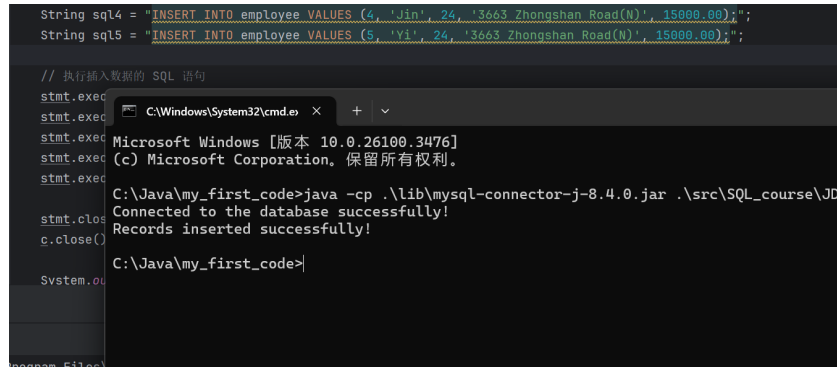 String sql4 = "INSERT INTO employee VALUES (4, 'Jin', 24, '3663 Zhongshan Road(N)', 15000.00);";
String sql5 = "INSERT INTO employee VALUES (5, 'Yi', 24, '3663 Zhongshan Road(N)', 15000.00);";
// 执行插入数据的 SQL 语句
stmt.exec
stmt.exec
stmt.exec
stmt.exec
stmt.exec
stmt.clos
c.close()
System.ou
C:\Windows\System32\cmd.e
Microsoft Windows [版本 10.0.26100.3476]
(c) Microsoft Corporation。保留所有权利。
C:\Java\my_first_code>java -cp .\lib\mysql-connector-j-8.4.0.jar .\src\SQL_course\JD
Connected to the database successfully!
Records inserted successfully!
C:\Java\my_first_code>
rogram Files\